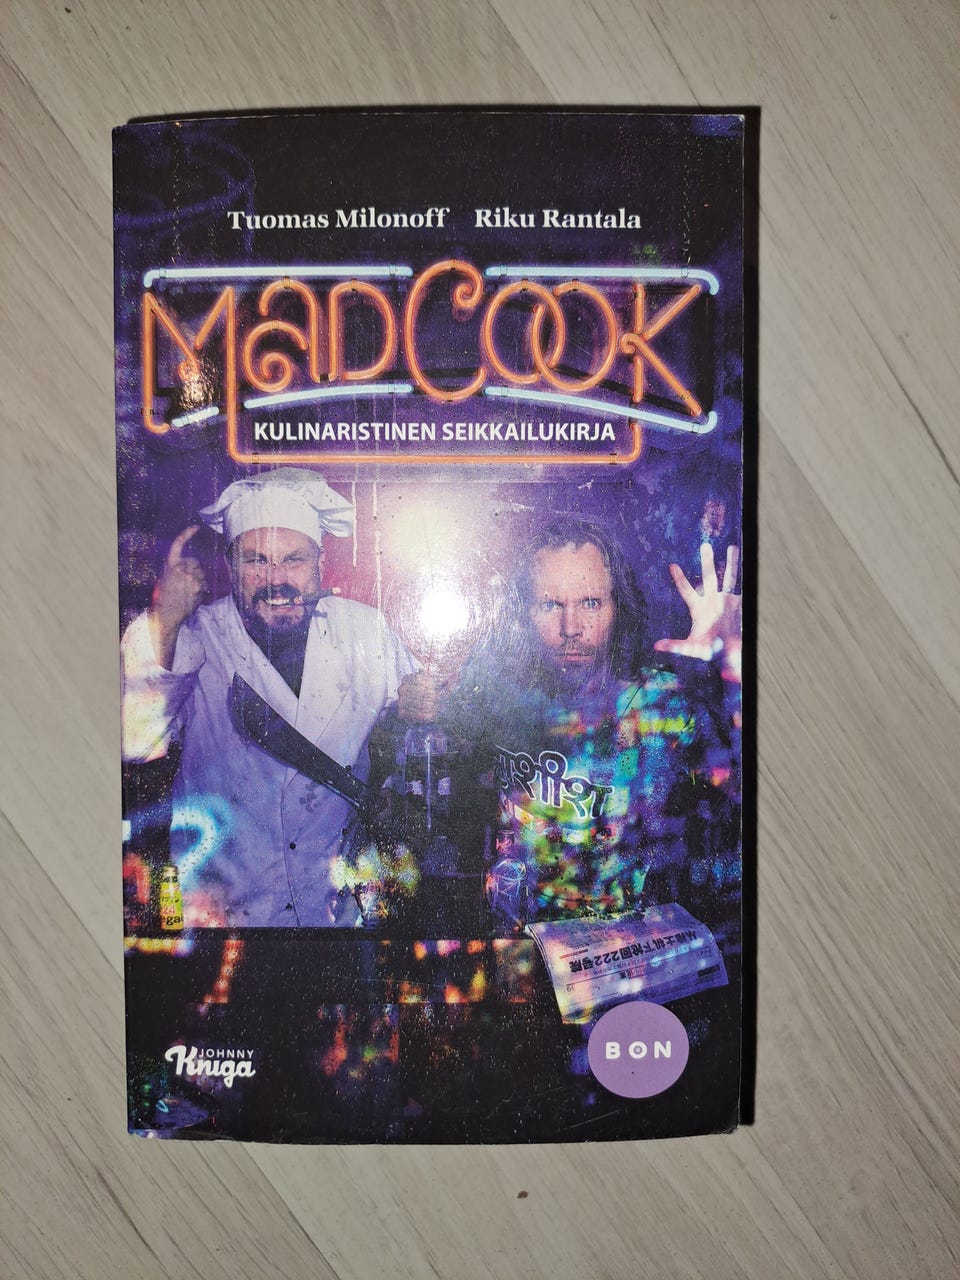 Tuomas Milonoff Riku Rantala
MADCOOK
KULINARISTINEN SEIKKAILUKIRJA
JOHNNY
Kniga
BON